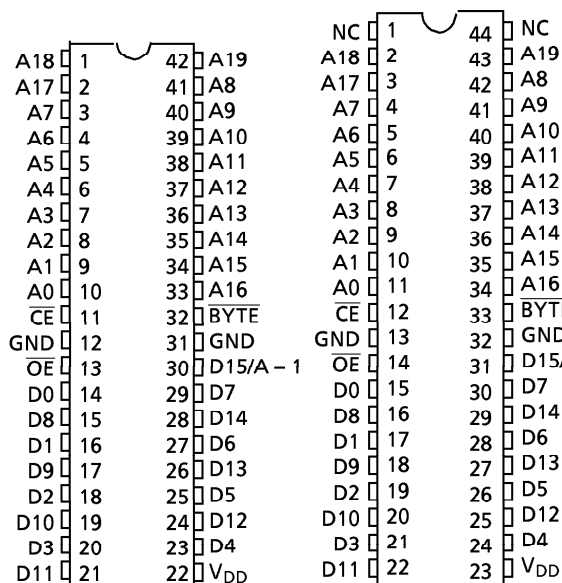 A18 1 42 A19
A17 2 41 A8
A7 3 40 A9
A6 4 39 A10
A5 5 38 A11
A4 6 37 A12
A3 7 36 A13
A2 8 35 A14
A1 9 34 A15
A0 10 33 A16
CE 11 32 BYTE
GND 12 31 GND
OE 13 30 D15/A – 1
D0 14 29 D7
D8 15 28 D14
D1 16 27 D6
D9 17 26 D13
D2 18 25 D5
D10 19 24 D12
D3 20 23 D4
D11 21 22 VDD
NC 1 44 NC
A18 2 43 A19
A17 3 42 A8
A7 4 41 A9
A6 5 40 A10
A5 6 39 A11
A4 7 38 A12
A3 8 37 A13
A2 9 36 A14
A1 10 35 A15
A0 11 34 A16
CE 12 33 BYT
GND 13 32 GND
OE 14 31 D15/
D0 15 30 D7
D8 16 29 D14
D1 17 28 D6
D9 18 27 D13
D2 19 26 D5
D10 20 25 D12
D3 21 24 D4
D11 22 23 VDD